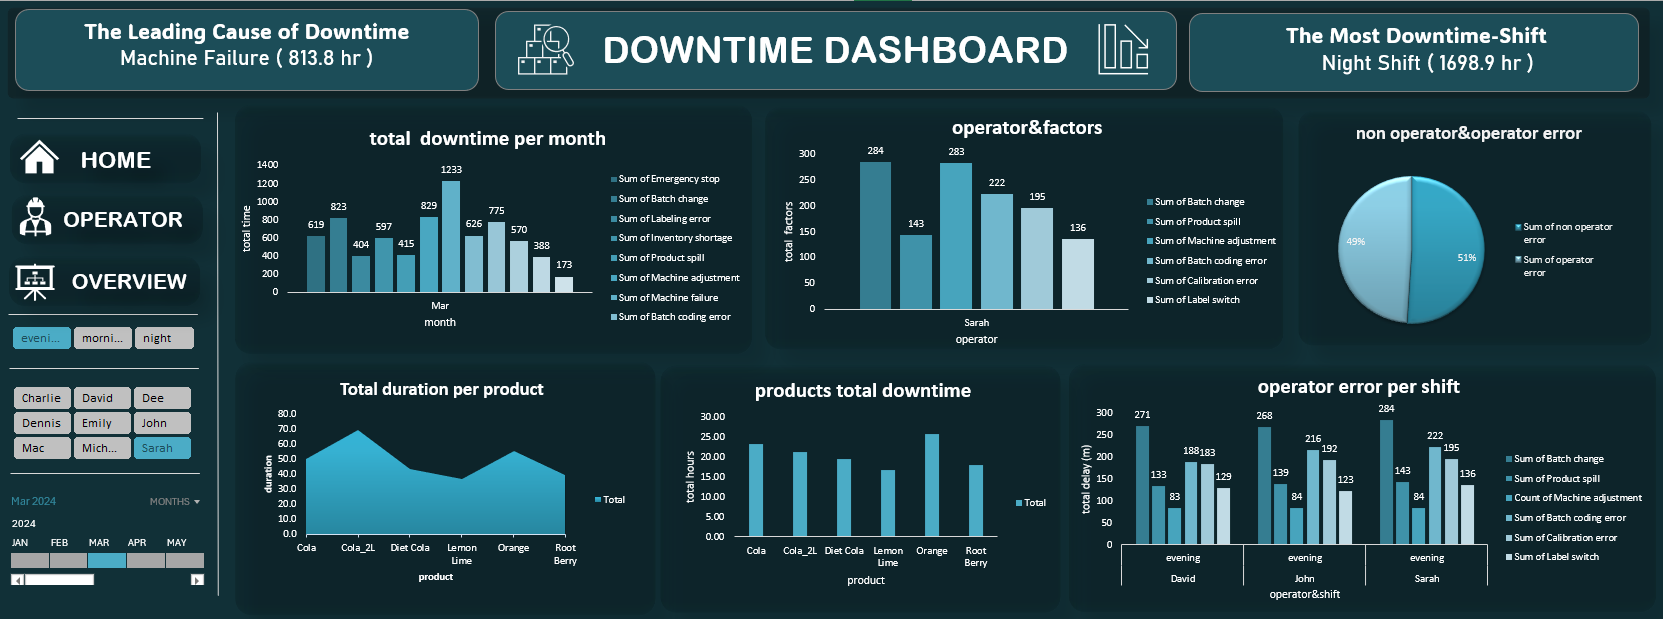 The Leading Cause of Downtime
Machine Failure ( 813.8 hr )
DOWNTIME DASHBOARD
The Most Downtime-Shift
Night Shift ( 1698.9 hr )
HOME
OPERATOR
OVERVIEW
eveni...
morni...
night
Charlie
David
Dee
Dennis
Emily
John
Mac
Mich...
Sarah
Mar 2024
MONTHS
2024
JAN
FEB
MAR
APR
MAY
total downtime per month
total time
1400
1200
1000
800
600
400
200
0
619
823
404
597
415
829
1233
626
775
570
388
173
Mar
month
Sum of Emergency stop
Sum of Batch change
Sum of Labeling error
Sum of Inventory shortage
Sum of Product spill
Sum of Machine adjustment
Sum of Machine failure
Sum of Batch coding error
operator&factors
total factors
300
250
200
150
100
50
0
284
143
283
222
195
136
Sarah
operator
Sum of Batch change
Sum of Product spill
Sum of Machine adjustment
Sum of Batch coding error
Sum of Calibration error
Sum of Label switch
non operator&operator error
49%
51%
Sum of non operator
error
Sum of operator
error
Total duration per product
duration
80.0
70.0
60.0
50.0
40.0
30.0
20.0
10.0
0.0
Cola
Cola_2L
Diet Cola
Lemon
Lime
Orange
Root
Berry
product
Total
products total downtime
total hours
30.00
25.00
20.00
15.00
10.00
5.00
0.00
Cola
Cola_2L
Diet Cola
Lemon
Lime
Orange
Root
Berry
product
Total
operator error per shift
total delay (m)
300
250
200
150
100
50
0
271
133
83
188
183
129
268
139
84
216
192
123
284
143
84
222
195
136
evening
evening
evening
David
John
Sarah
operator&shift
Sum of Batch change
Sum of Product spill
Count of Machine adjustment
Sum of Batch coding error
Sum of Calibration error
Sum of Label switch